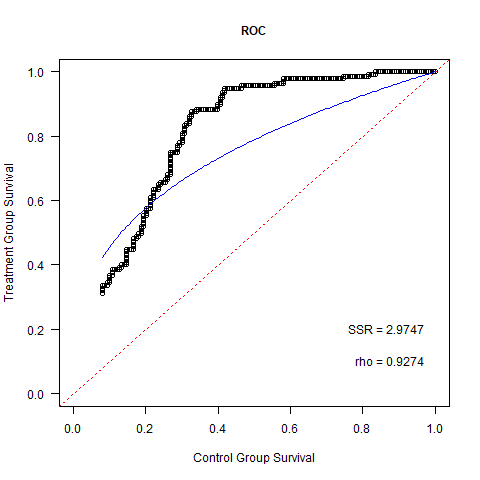 ROC
Treatment Group Survival
1.0
0.8
0.6
0.4
0.2
0.0
SSR = 2.9747
rho = 0.9274
0.0 0.2 0.4 0.6 0.8 1.0
Control Group Survival